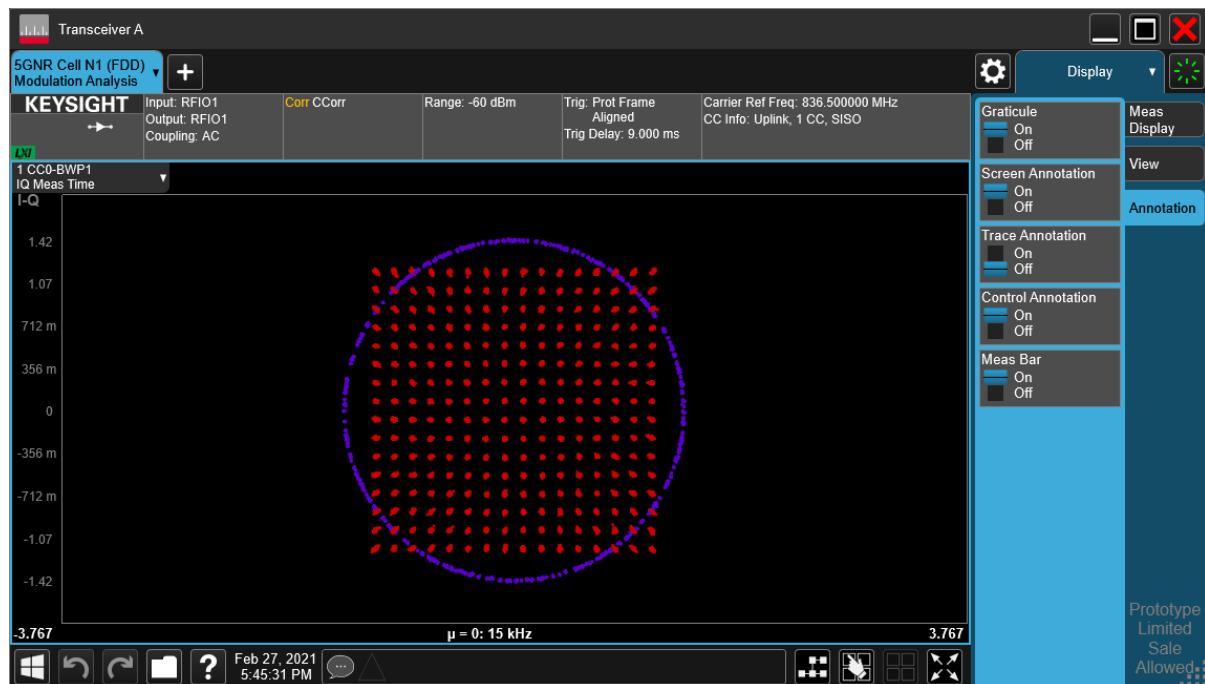 Transceiver A
5GNR Cell N1 (FDD)
Modulation Analysis
Display
KEYSIGHT
LXI
Input: RFIO1
Output: RFIO1
Coupling: AC
Corr CCorr
Range: -60 dBm
Trig: Prot Frame
Aligned
Trig Delay: 9.000 ms
Carrier Ref Freq: 836.500000 MHz
CC Info: Uplink, 1 CC, SISO
1 CC0-BWP1
IQ Meas Time
I-Q
1.42
1.07
712 m
356 m
0
-356 m
-712 m
-1.07
-1.42
-3.767
µ = 0: 15 kHz
3.767
Graticule
On
Off
Screen Annotation
On
Off
Trace Annotation
On
Off
Control Annotation
On
Off
Meas Bar
On
Off
Meas
Display
View
Annotation
Prototype
Limited
Sale
Allowed
?
Feb 27, 2021
5:45:31 PM